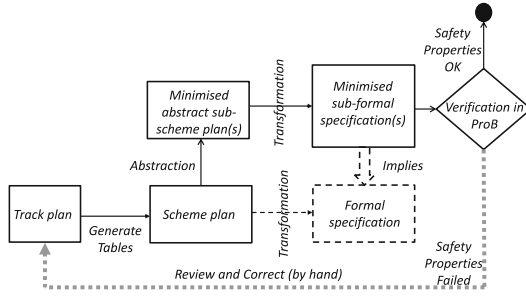 Safety
Properties
OK
Minimised
abstract sub-
scheme plan(s)
Transformation
Minimised
sub-formal
specification(s)
Verification in
ProB
Abstraction
Implies
Track plan
Generate
Tables
Scheme plan
Transformation
Formal
specification
Safety
Properties
Failed
Review and Correct (by hand)